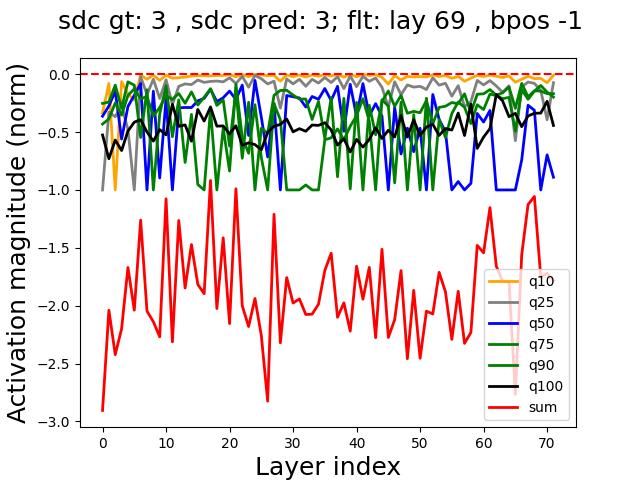 sdc gt: 3 , sdc pred: 3; flt: lay 69 , bpos -1
Activation magnitude (norm)
0.0
−0.5
−1.0
−1.5
−2.0
−2.5
−3.0
0 10 20 30 40 50 60 70
Layer index
q10
q25
q50
q75
q90
q100
sum